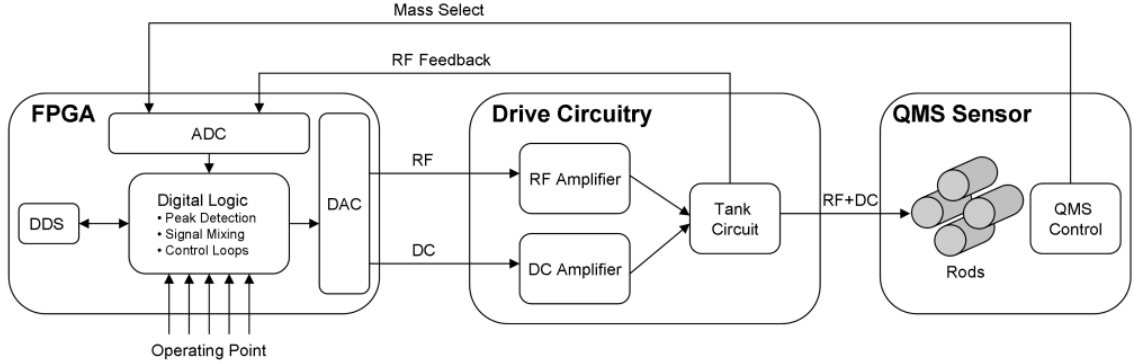 Mass Select
RF Feedback
FPGA
Drive Circuitry
QMS Sensor
ADC
RF
RF Amplifier
Digital Logic
• Peak Detection
• Signal Mixing
• Control Loops
DDS
DAC
Tank
Circuit
RF+DC
QMS
Control
DC
DC Amplifier
Rods
Operating Point